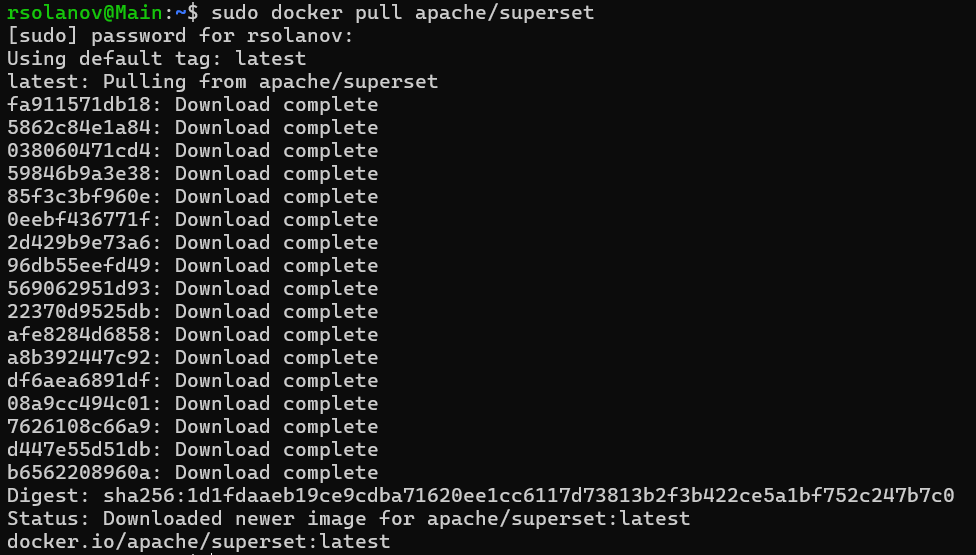 rsolanov@Main:~$ sudo docker pull apache/superset
[sudo] password for rsolanov:
Using default tag: latest
latest: Pulling from apache/superset
fa911571db18: Download complete
5862c84e1a84: Download complete
038060471cd4: Download complete
59846b9a3e38: Download complete
85f3c3bf960e: Download complete
0eebf436771f: Download complete
2d429b9e73a6: Download complete
96db55eefd49: Download complete
569062951d93: Download complete
22370d9525db: Download complete
afe8284d6858: Download complete
a8b392447c92: Download complete
df6aea6891df: Download complete
08a9cc494c01: Download complete
7626108c66a9: Download complete
d447e55d51db: Download complete
b6562208960a: Download complete
Digest: sha256:1d1fdaaeb19ce9cdba71620ee1cc6117d73813b2f3b422ce5a1bf752c247b7c0
Status: Downloaded newer image for apache/superset:latest
docker.io/apache/superset:latest